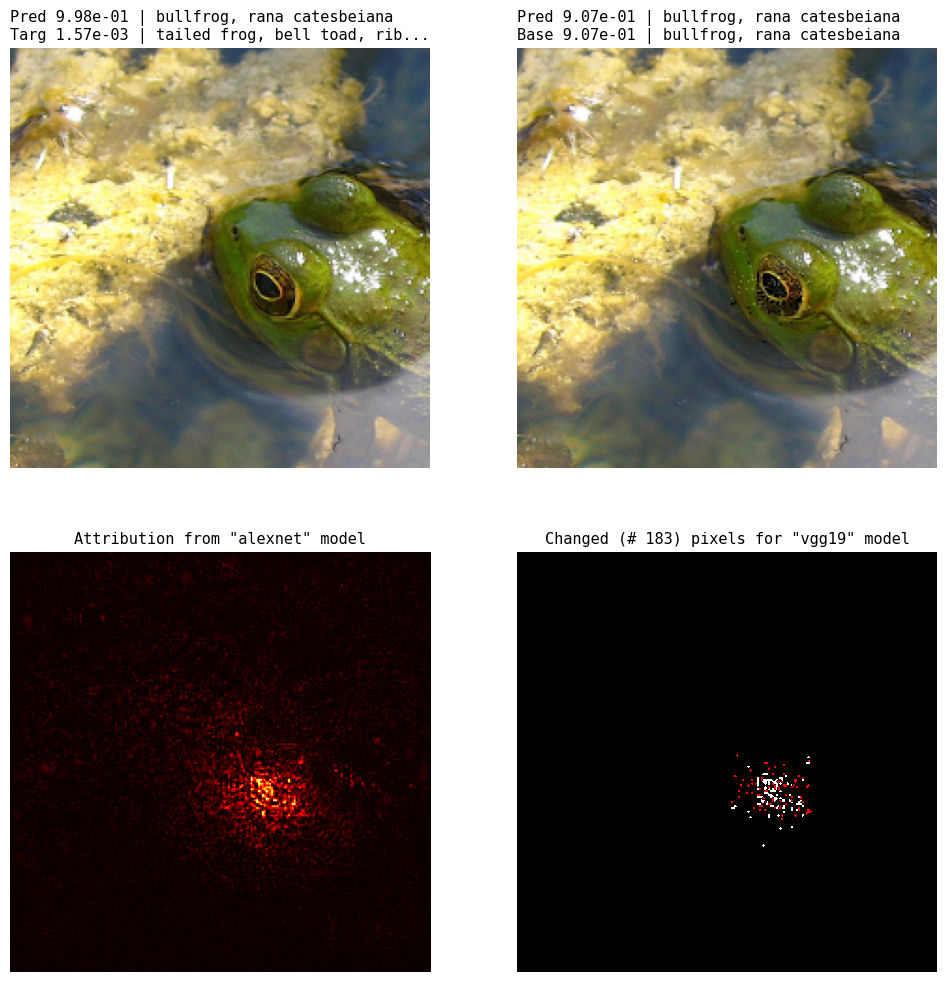 Pred 9.98e-01 | bullfrog, rana catesbeiana
Targ 1.57e-03 | tailed frog, bell toad, rib...
Pred 9.07e-01 | bullfrog, rana catesbeiana
Base 9.07e-01 | bullfrog, rana catesbeiana
Attribution from "alexnet" model
Changed (# 183) pixels for "vgg19" model